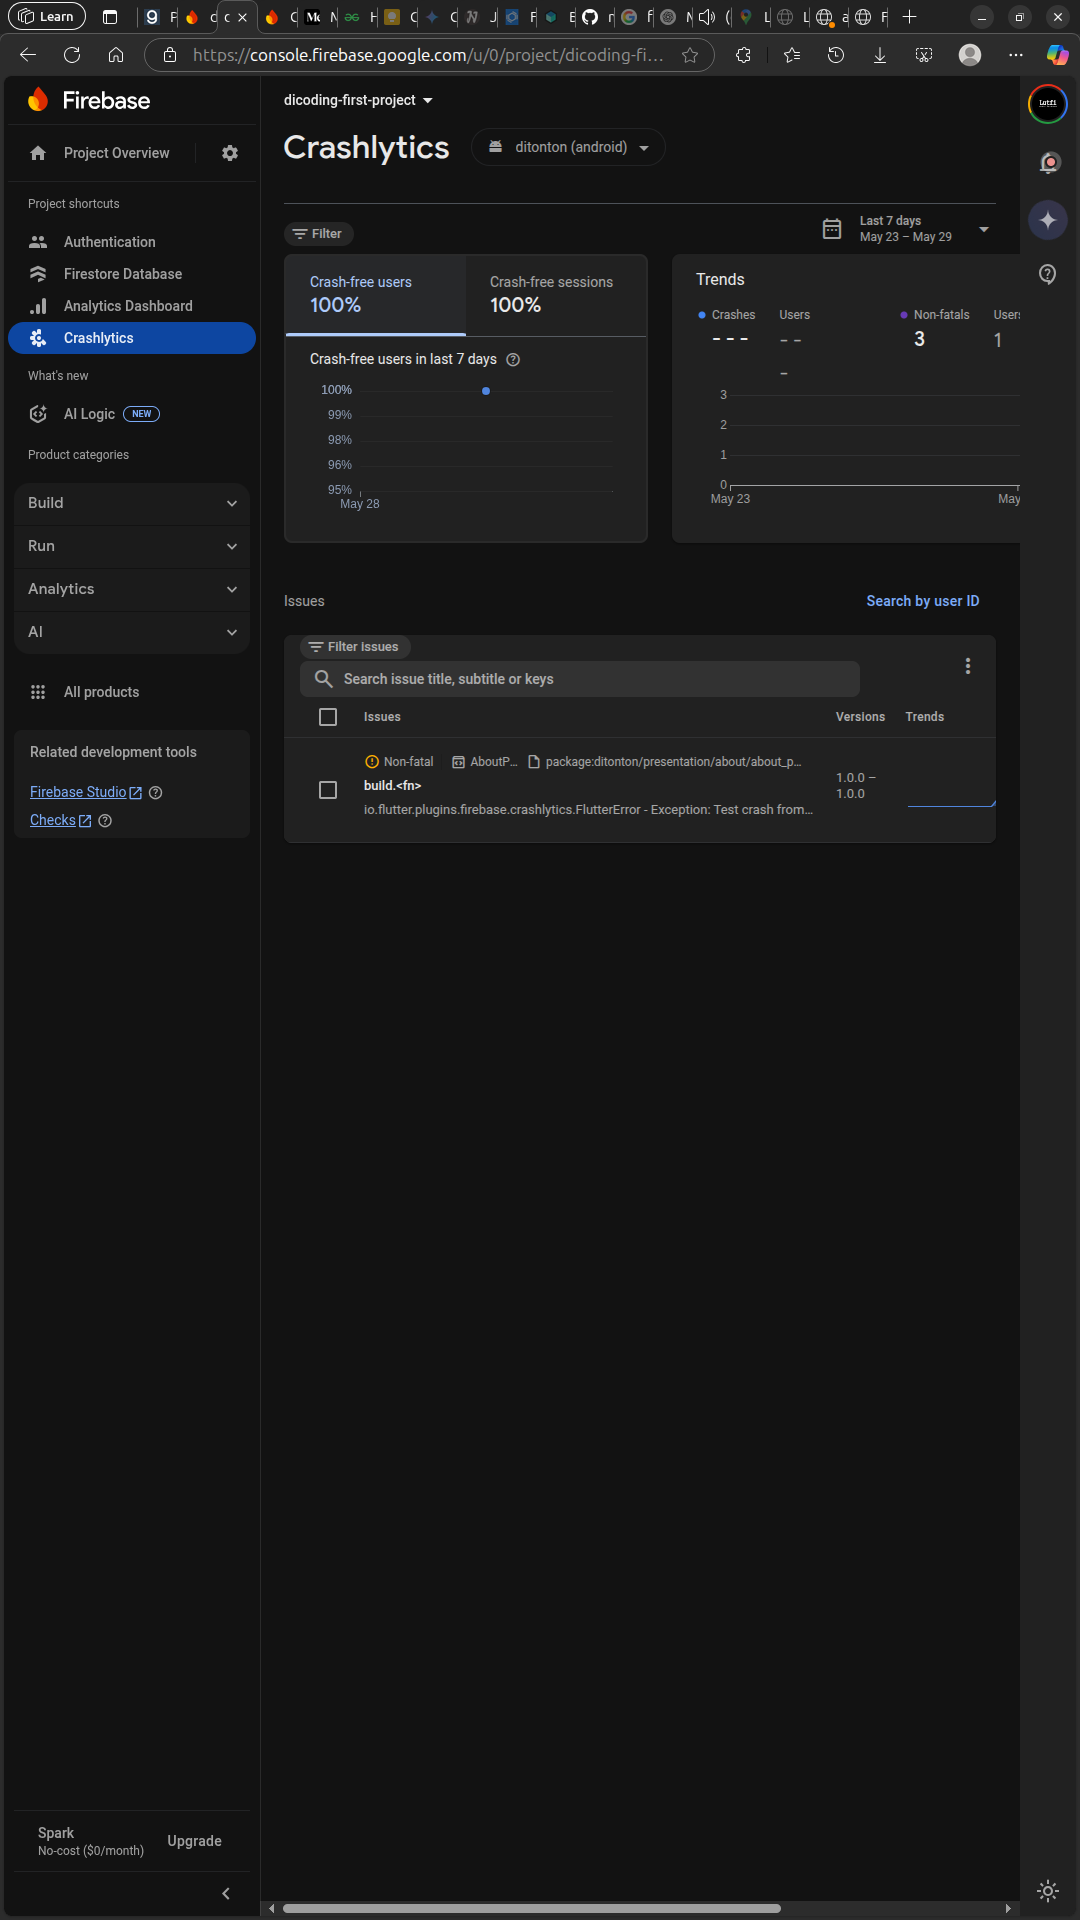 Learn
https://console.firebase.google.com/u/0/project/dicoding-fi...
Firebase
Project Overview
Project shortcuts
Authentication
Firestore Database
Analytics Dashboard
Crashlytics
What's new
AI Logic NEW
Product categories
Build
Run
Analytics
AI
All products
Related development tools
Firebase Studio
Checks
Spark
No-cost ($0/month)
Upgrade
dicoding-first-project
Crashlytics
ditonton (android)
Filter
Last 7 days
May 23 – May 29
Crash-free users
100%
Crash-free sessions
100%
Crash-free users in last 7 days
100%
99%
98%
96%
95%
May 28
Trends
Crashes
---
Users
---
Non-fatals
3
Users
1
3
2
1
0
May 23
May
Issues
Search by user ID
Filter issues
Search issue title, subtitle or keys
Issues Versions Trends
Non-fatal AboutP... package:ditonton/presentation/about/about_p...
build.<fn>
io.flutter.plugins.firebase.crashlytics.FlutterError - Exception: Test crash from...
1.0.0 –
1.0.0